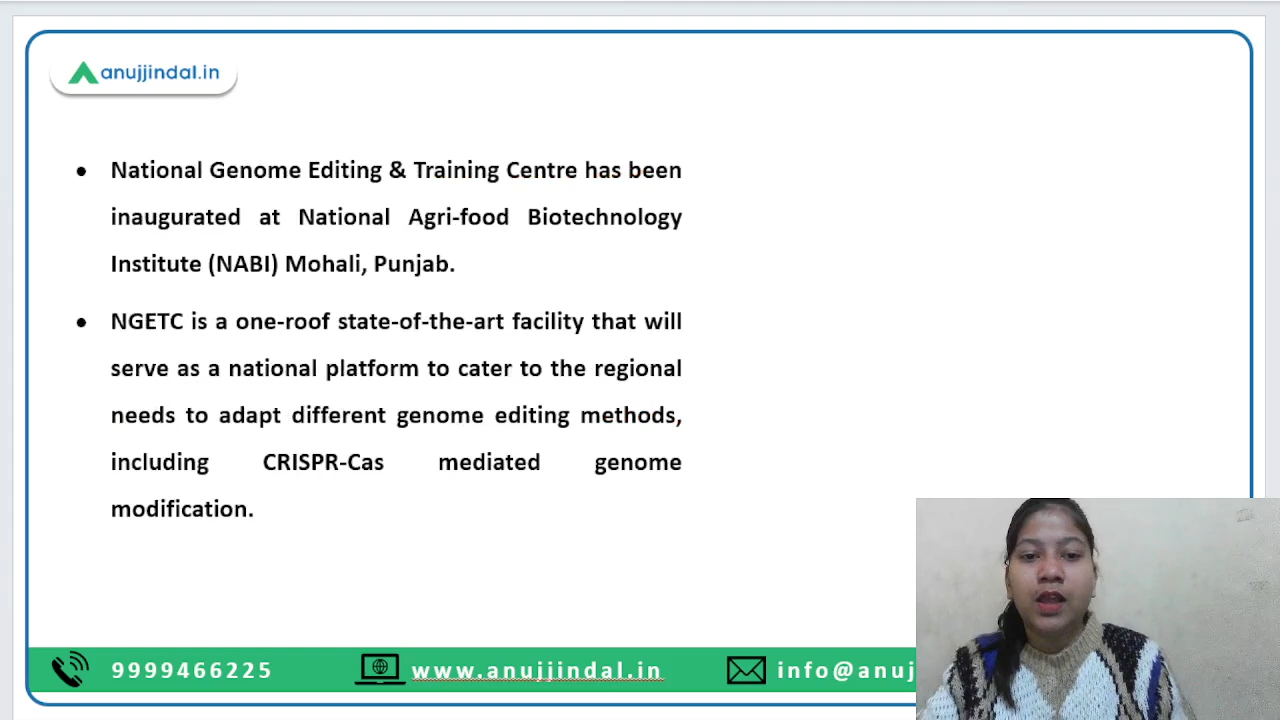 anujjindal.in
National Genome Editing & Training Centre has been
inaugurated at National Agri-food Biotechnology
Institute (NABI) Mohali, Punjab.
NGETC is a one-roof state-of-the-art facility that will
serve as a national platform to cater to the regional
needs to adapt different genome editing methods,
including CRISPR-Cas mediated genome
modification.
9999466225 www.anujjindal.in info@anuj